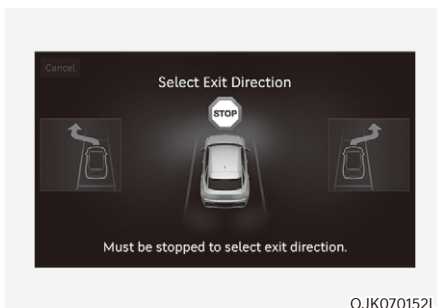 Cancel
Select Exit Direction
STOP
Must be stopped to select exit direction.
OJK070152L